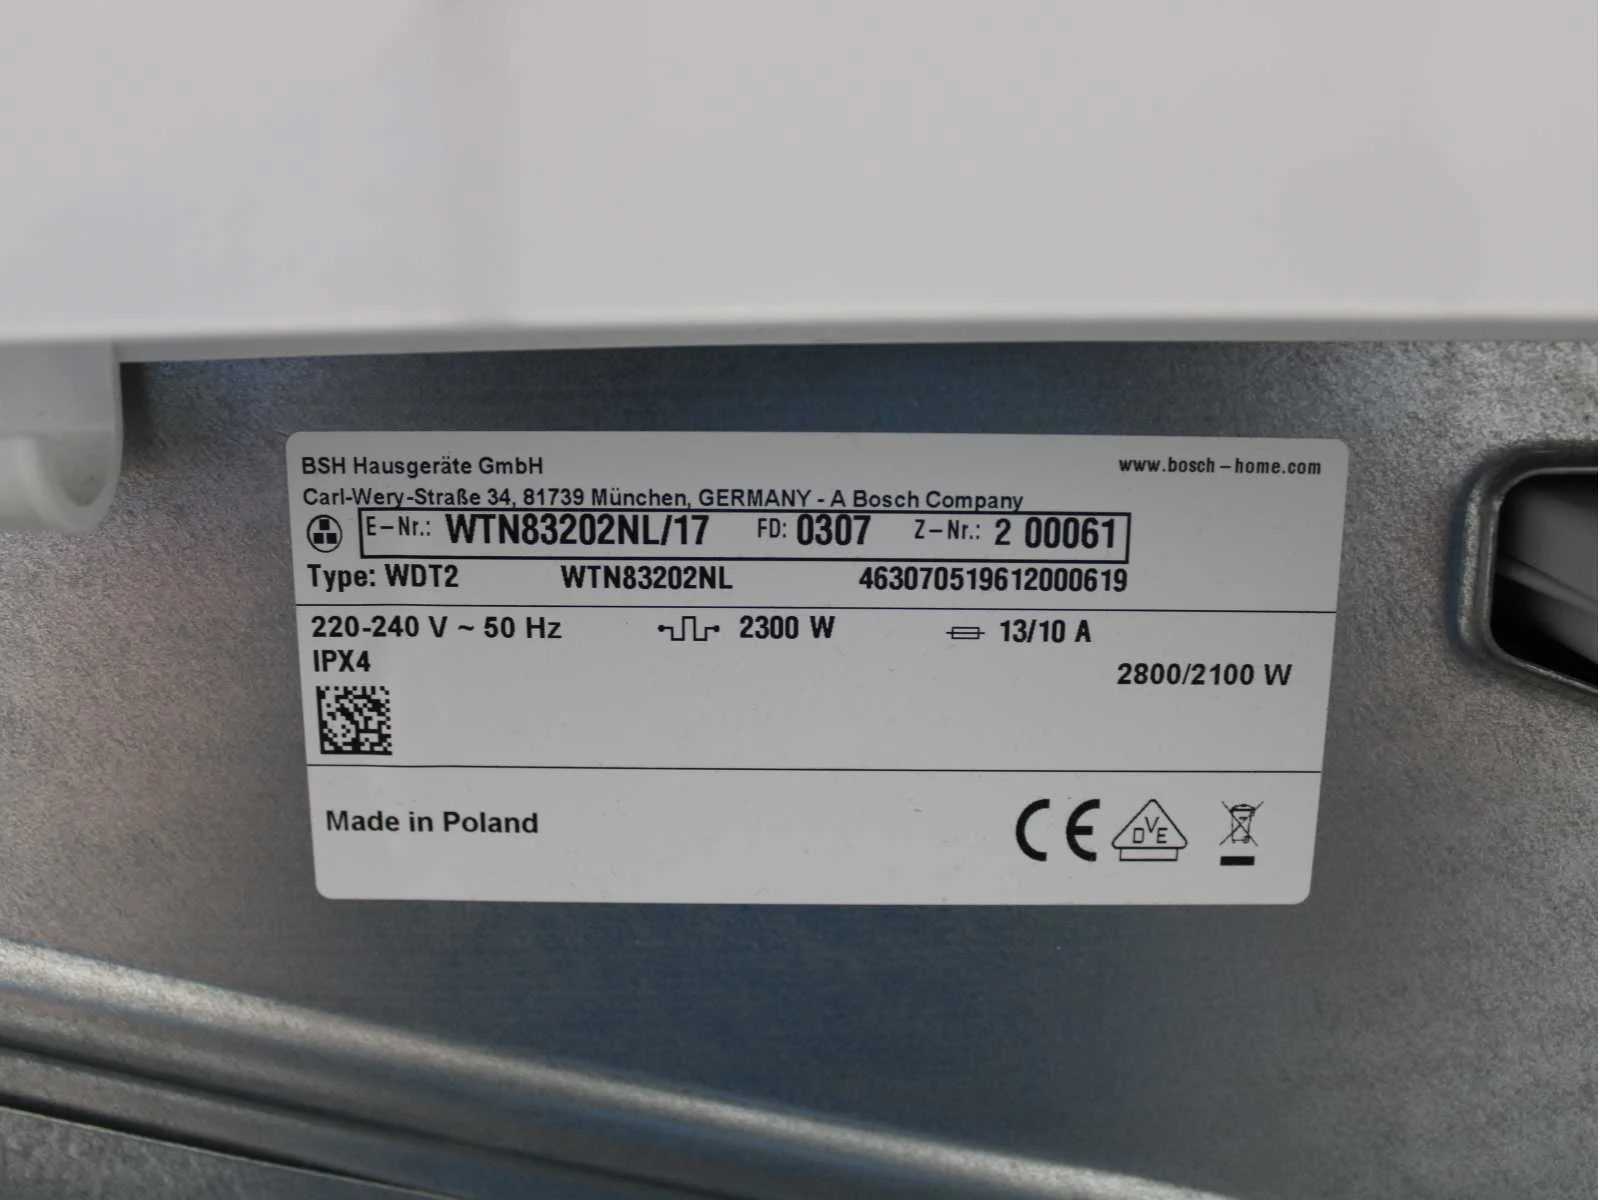 BSH Hausgeräte GmbH www.bosch-home.com
Carl-Wery-Straße 34, 81739 München, GERMANY - A Bosch Company
E-Nr.: WTN83202NL/17 FD: 0307 Z-Nr.: 2 00061
Type: WDT2 WTN83202NL 463070519612000619
220-240 V ~ 50 Hz 2300 W 13/10 A
IPX4
2800/2100 W
Made in Poland
CE
DVE